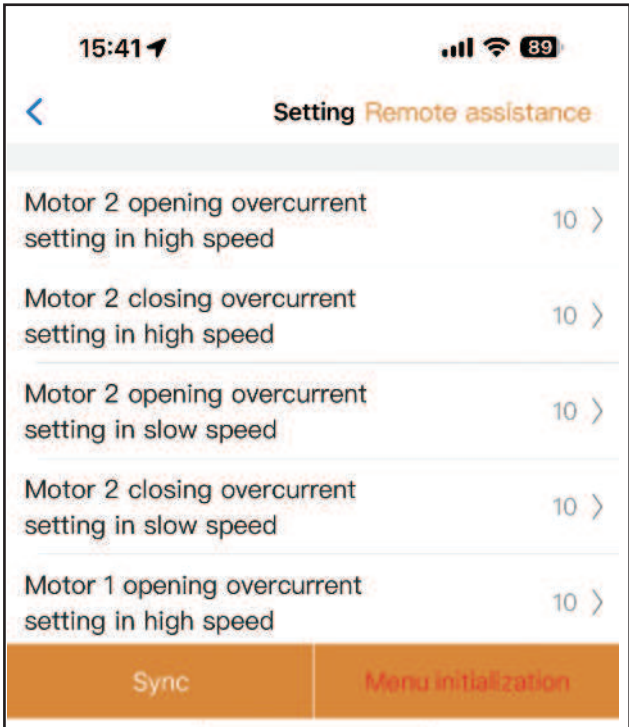 15:41 89
Setting Remote assistance
Motor 2 opening overcurrent
setting in high speed
10
Motor 2 closing overcurrent
setting in high speed
10
Motor 2 opening overcurrent
setting in slow speed
10
Motor 2 closing overcurrent
setting in slow speed
10
Motor 1 opening overcurrent
setting in high speed
10
Sync Menu initialization